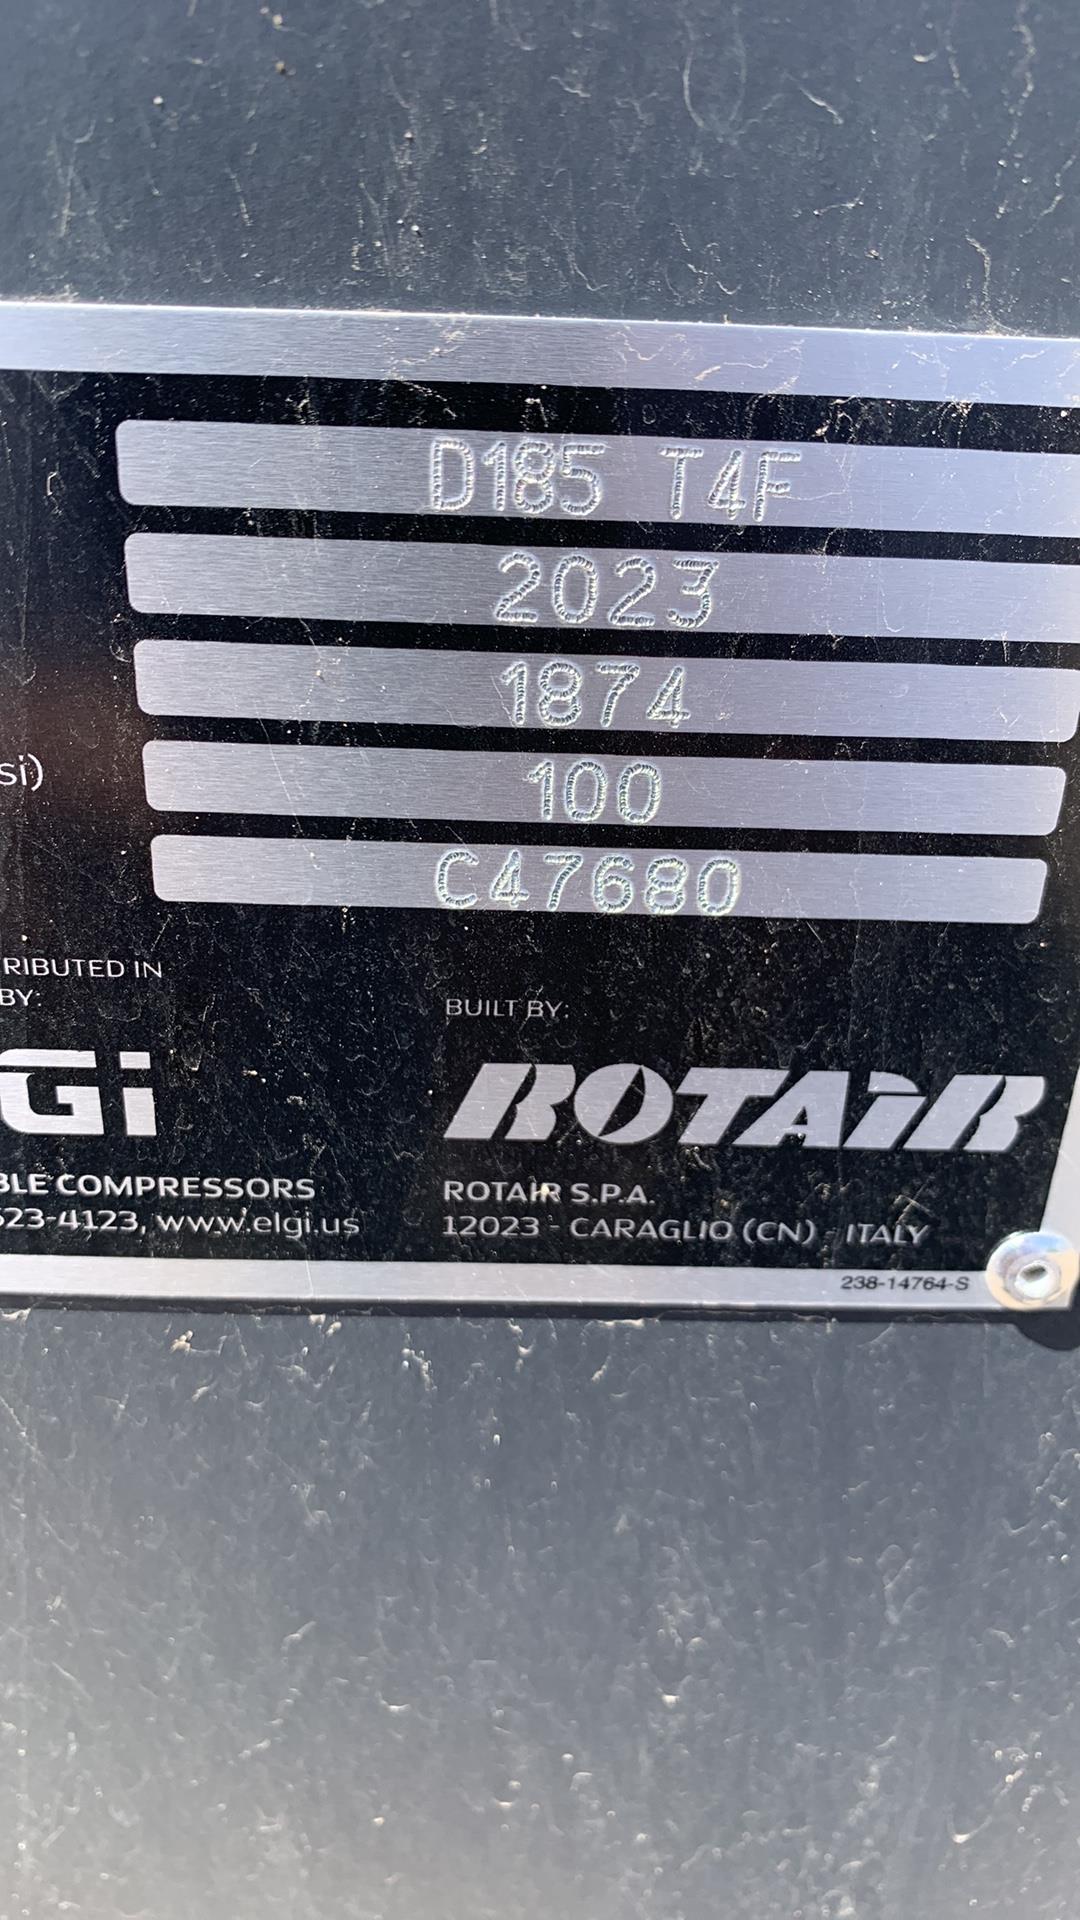 D185 T4F
2023
1874
si) 100
C47680
RIBUTED IN
BY:
Gi
BLE COMPRESSORS
523-4123, www.elgi.us
BUILT BY:
ROTAIR
ROTAIR S.P.A.
12023 - CARAGLIO (CN) - ITALY
238-14764-S